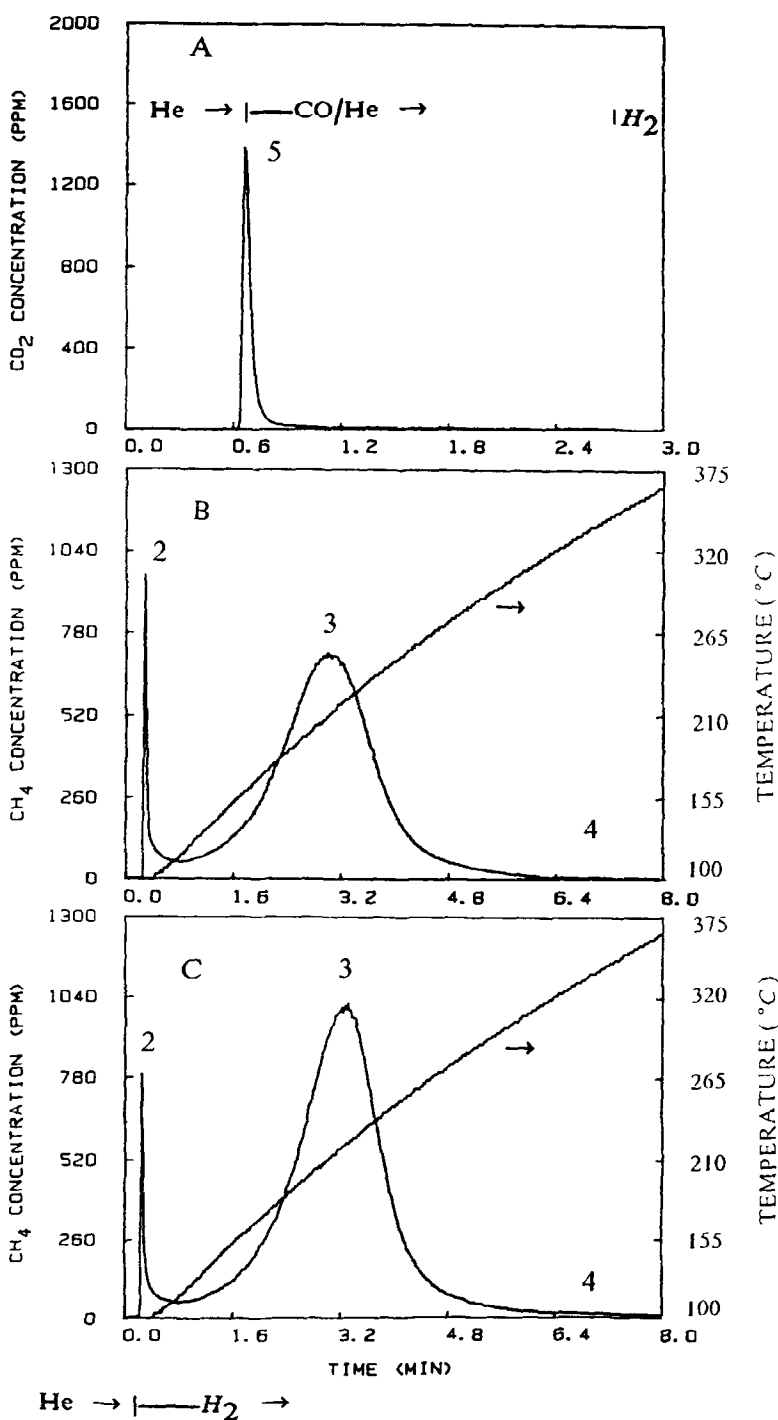 2000
A
1600
He → |—CO/He →
|H2
5
1200
CO2 CONCENTRATION (PPM)
800
400
0
0.0 0.6 1.2 1.8 2.4 3.0
1300
375
B
2
1040
320
3
780
265
CH4 CONCENTRATION (PPM)
→
520
210
TEMPERATURE ( °C)
260
155
4
0
100
0.0 1.6 3.2 4.8 6.4 8.0
1300
375
C
3
1040
320
2
→
780
265
CH4 CONCENTRATION (PPM)
520
210
TEMPERATURE ( °C)
260
155
4
0
100
0.0 1.6 3.2 4.8 6.4 8.0
TIME (MIN)
He → |—H2 →